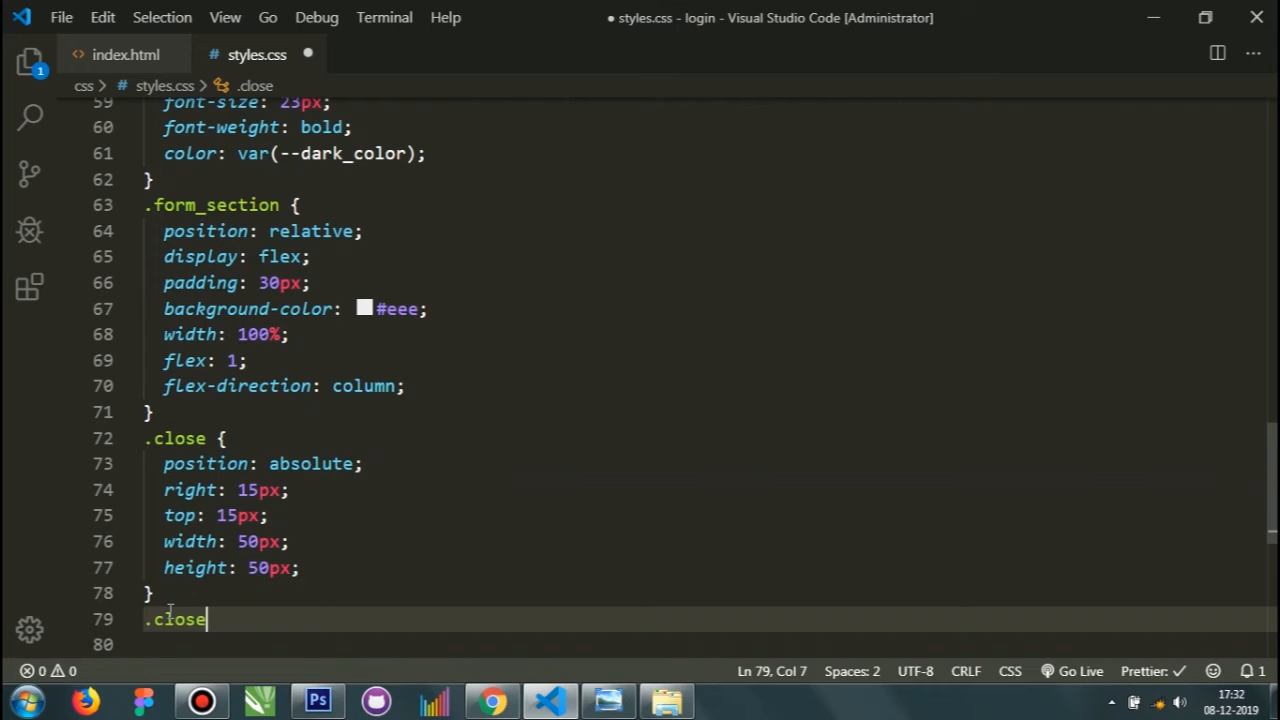 File Edit Selection View Go Debug Terminal Help ● styles.css - login - Visual Studio Code [Administrator]
index.html # styles.css ●
css > # styles.css > .close
1
59 font-size: 23px;
60 font-weight: bold;
61 color: var(--dark_color);
62 }
63 .form_section {
64 position: relative;
65 display: flex;
66 padding: 30px;
67 background-color: #eee;
68 width: 100%;
69 flex: 1;
70 flex-direction: column;
71 }
72 .close {
73 position: absolute;
74 right: 15px;
75 top: 15px;
76 width: 50px;
77 height: 50px;
78 }
79 .close
80
0 0 Ln 79, Col 7 Spaces: 2 UTF-8 CRLF CSS Go Live Prettier: ✓ 1
Ps
17:32
08-12-2019